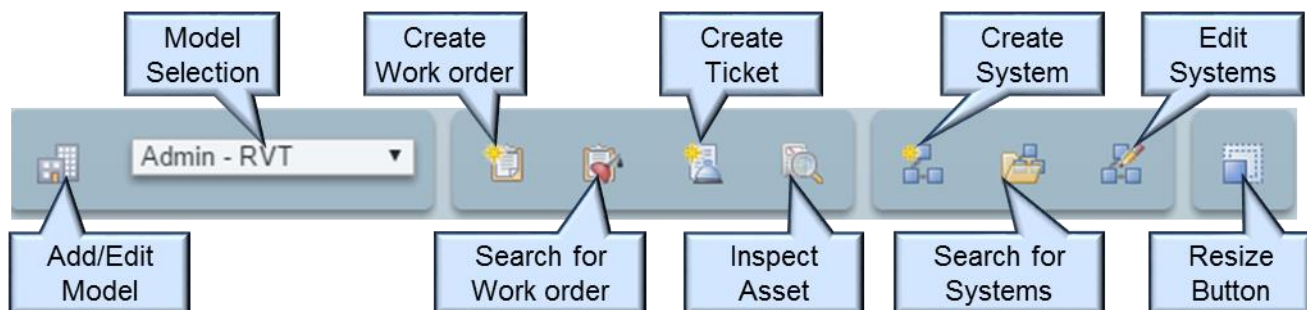 Model
Selection
Create
Work order
Create
Ticket
Create
System
Edit
Systems
Admin - RVT
Add/Edit
Model
Search for
Work order
Inspect
Asset
Search for
Systems
Resize
Button